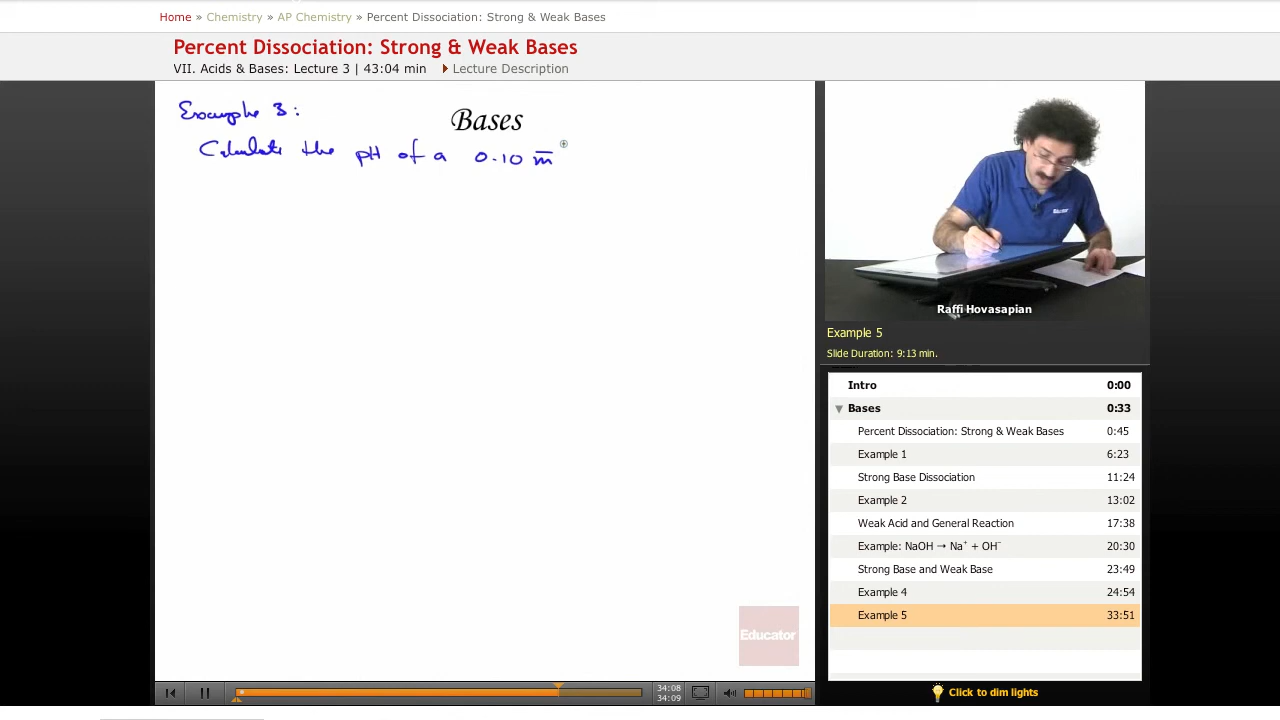 Home » Chemistry » AP Chemistry » Percent Dissociation: Strong & Weak Bases
Percent Dissociation: Strong & Weak Bases
VII. Acids & Bases: Lecture 3 | 43:04 min Lecture Description
Example 3:
Bases
Calculate the pH of a 0.10 m̅
Educator
Raffi Hovasapian
Example 5
Slide Duration: 9:13 min.
Intro 0:00
Bases 0:33
Percent Dissociation: Strong & Weak Bases 0:45
Example 1 6:23
Strong Base Dissociation 11:24
Example 2 13:02
Weak Acid and General Reaction 17:38
Example: NaOH → Na⁺ + OH⁻ 20:30
Strong Base and Weak Base 23:49
Example 4 24:54
Example 5 33:51
34:08
34:09
Click to dim lights